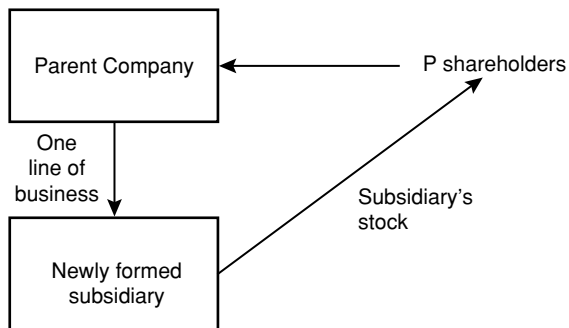 Parent Company
P shareholders
One
line of
business
Subsidiary's
stock
Newly formed
subsidiary